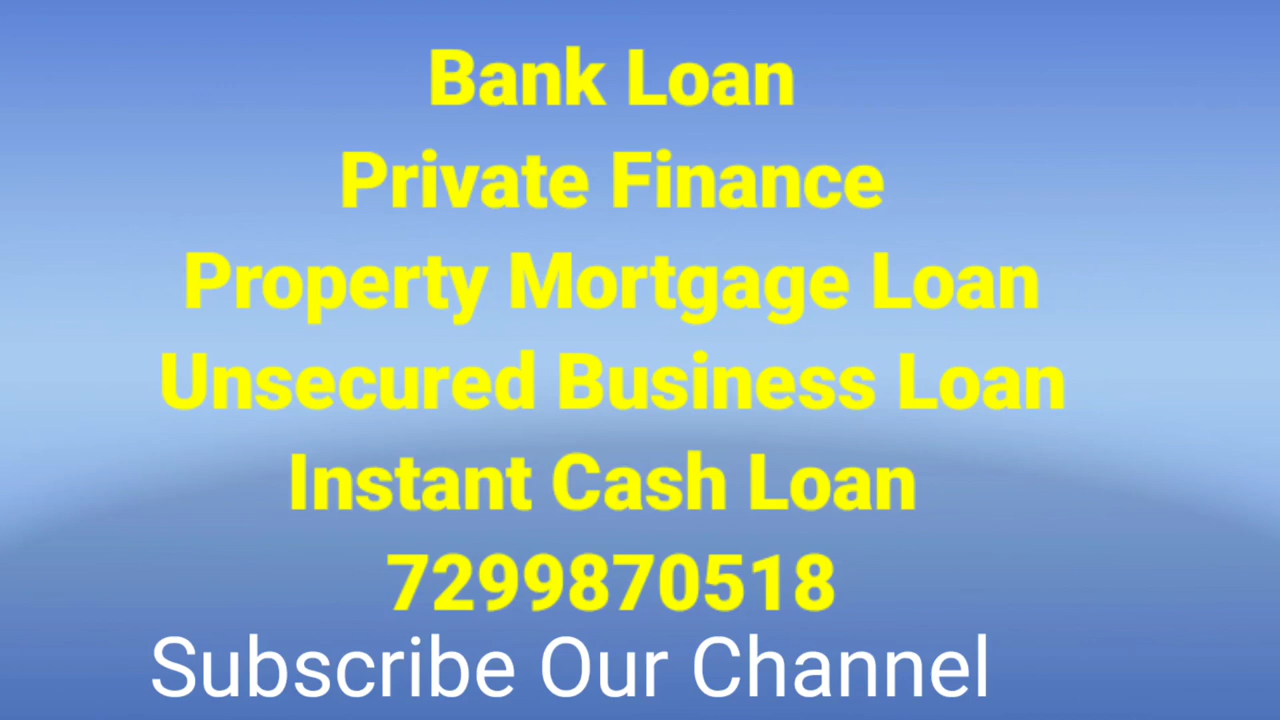 Bank Loan
Private Finance
Property Mortgage Loan
Unsecured Business Loan
Instant Cash Loan
7299870518
Subscribe Our Channel